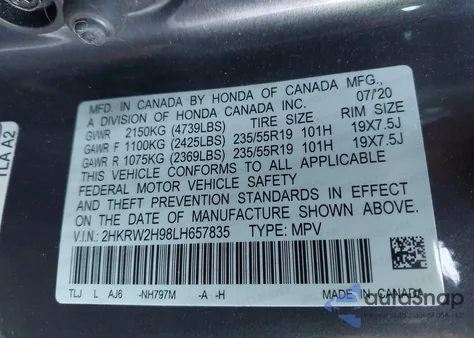 MFD. IN CANADA BY HONDA OF CANADA MFG.,
A DIVISION OF HONDA CANADA INC. 07/20
GVWR 2150KG (4739LBS) TIRE SIZE RIM SIZE
GAWR F 1100KG (2425LBS) 235/55R19 101H 19X7.5J
GAWR R 1075KG (2369LBS) 235/55R19 101H 19X7.5J
THIS VEHICLE CONFORMS TO ALL APPLICABLE
FEDERAL MOTOR VEHICLE SAFETY
AND THEFT PREVENTION STANDARDS IN EFFECT
ON THE DATE OF MANUFACTURE SHOWN ABOVE.
V.I.N.: 2HKRW2H98LH657835 TYPE: MPV
TLJ L AJ6 -NH797M -A -H
MADE IN CANADA
TLA A2
autoSnap